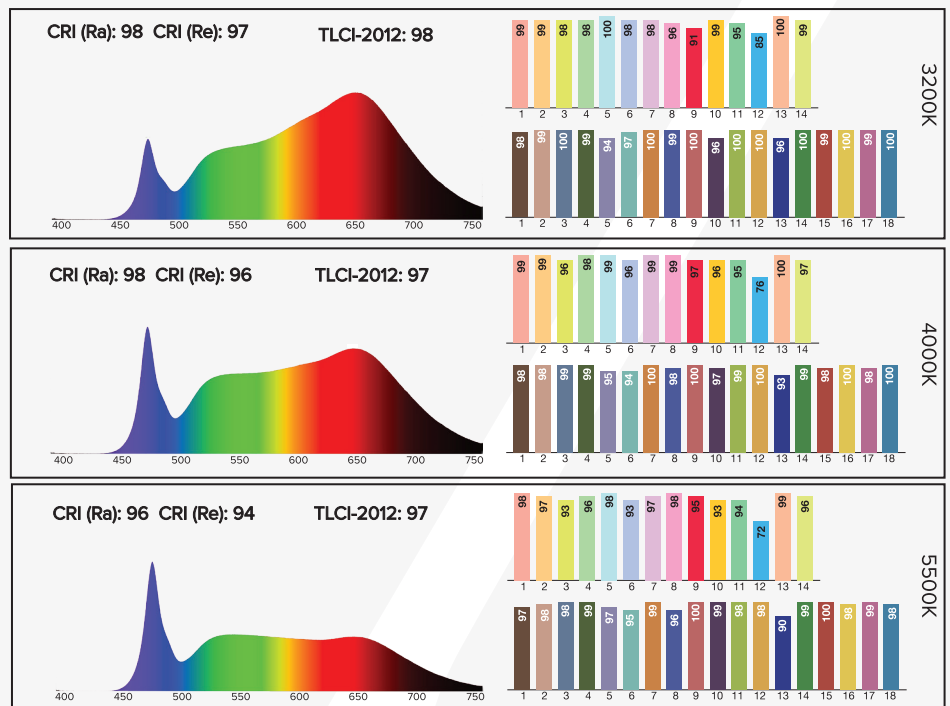 CRI (Ra): 98 CRI (Re): 97 TLCI-2012: 98
99 99 98 98 100 98 98 96 91 99 95 85 100 99
1 2 3 4 5 6 7 8 9 10 11 12 13 14
98 99 100 99 94 97 100 99 100 96 100 100 96 100 99 100 99 100
1 2 3 4 5 6 7 8 9 10 11 12 13 14 15 16 17 18
400 450 500 550 600 650 700 750
3200K
CRI (Ra): 98 CRI (Re): 96 TLCI-2012: 97
99 99 96 98 99 96 99 99 97 96 95 76 100 97
1 2 3 4 5 6 7 8 9 10 11 12 13 14
98 98 99 99 95 94 100 98 100 97 99 100 93 99 98 100 98 100
1 2 3 4 5 6 7 8 9 10 11 12 13 14 15 16 17 18
400 450 500 550 600 650 700 750
4000K
CRI (Ra): 96 CRI (Re): 94 TLCI-2012: 97
98 97 93 96 98 93 97 98 95 93 94 72 99 96
1 2 3 4 5 6 7 8 9 10 11 12 13 14
97 98 98 99 97 95 99 96 100 99 98 98 90 99 100 98 99 98
1 2 3 4 5 6 7 8 9 10 11 12 13 14 15 16 17 18
400 450 500 550 600 650 700 750
5500K